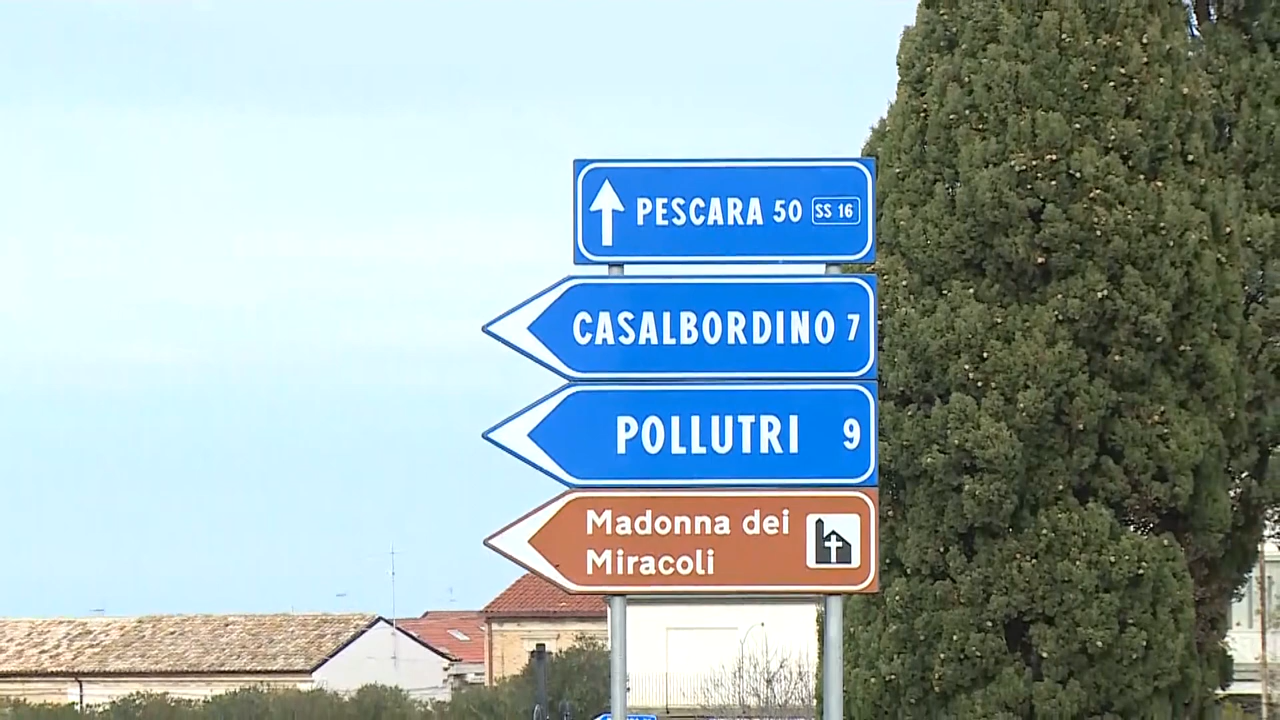 PESCARA 50 SS 16
CASALBORDINO 7
POLLUTRI 9
Madonna dei
Miracoli